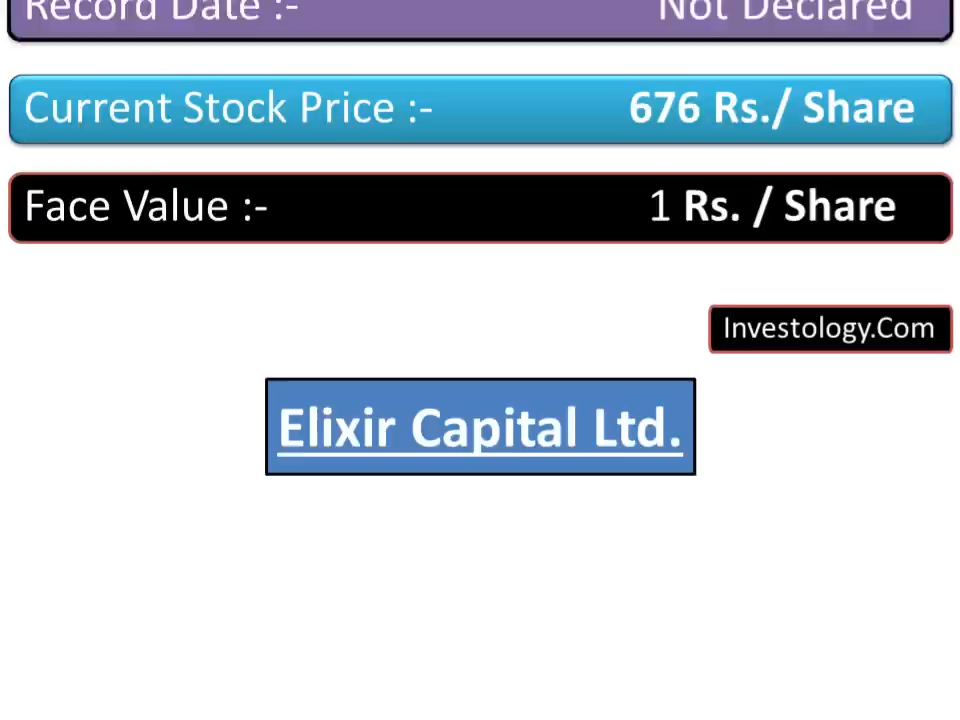 Record Date :- Not Declared
Current Stock Price :- 676 Rs./ Share
Face Value :- 1 Rs. / Share
Investology.Com
Elixir Capital Ltd.